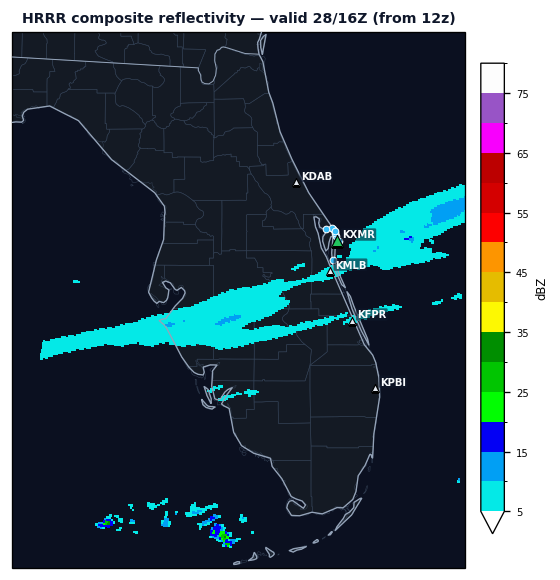 HRRR composite reflectivity — valid 28/16Z (from 12z)
KDAB
KXMR
KMLB
KFPR
KPBI
75
65
55
45
35
25
15
5
dBZ